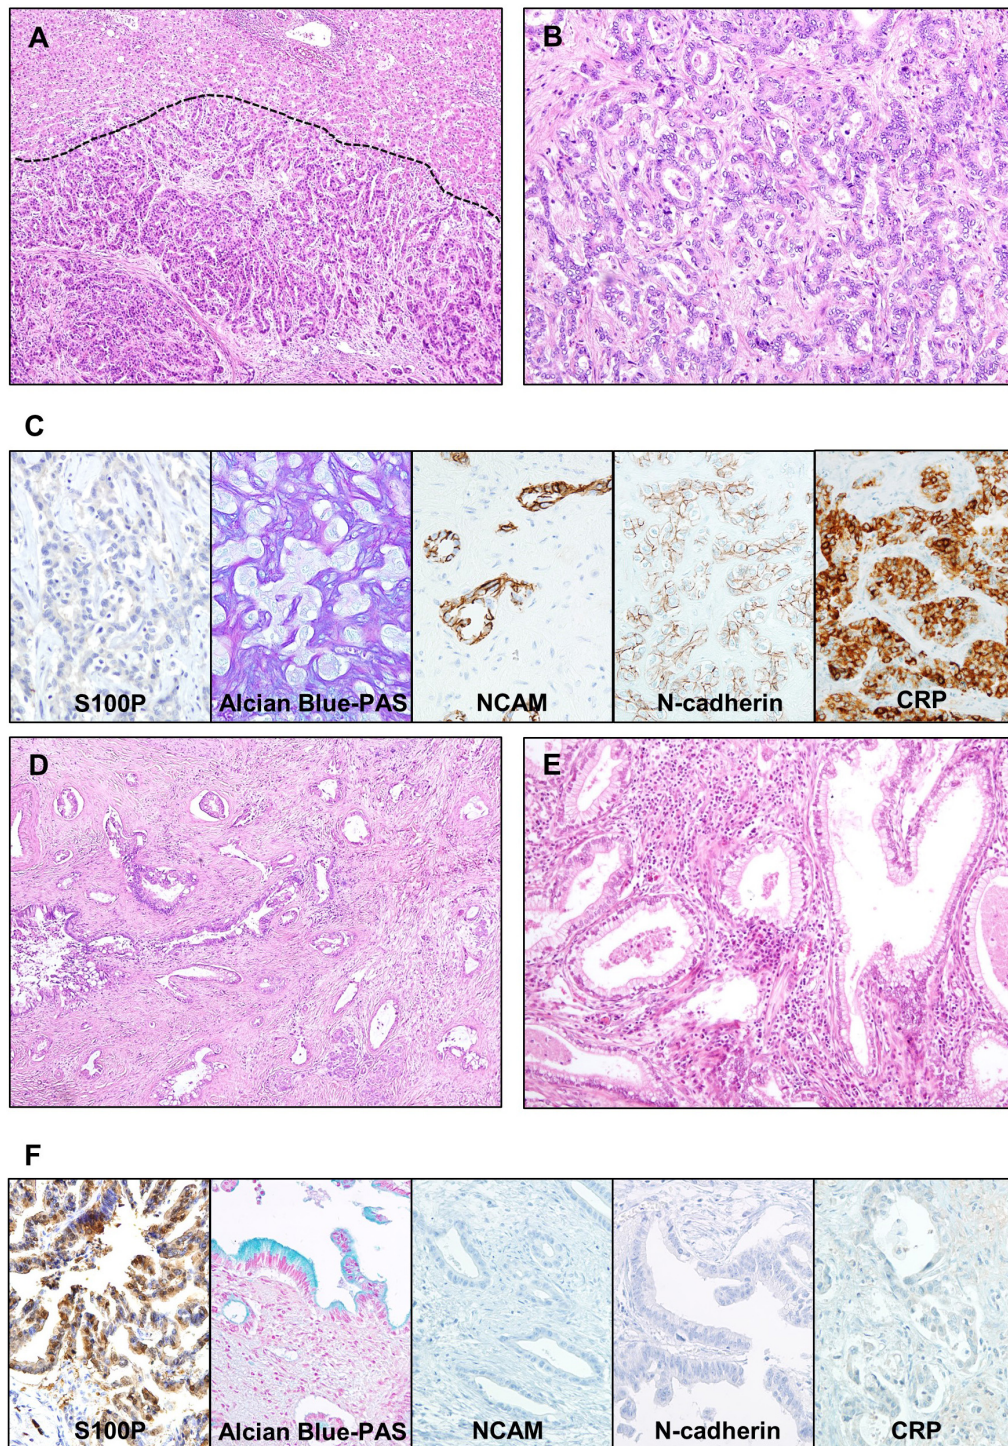 A
B
C
S100P
Alcian Blue-PAS
NCAM
N-cadherin
CRP
D
E
F
S100P
Alcian Blue-PAS
NCAM
N-cadherin
CRP